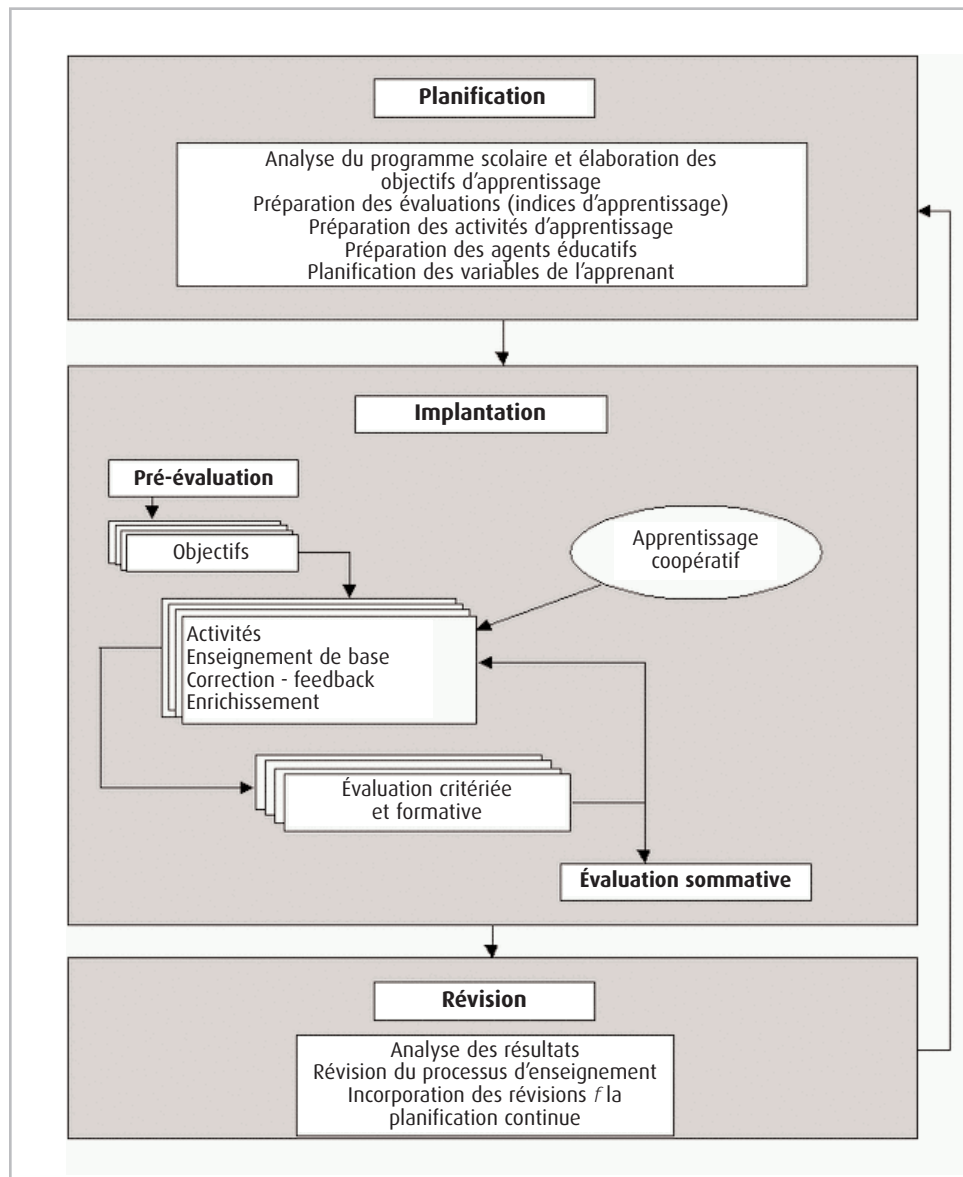 Planification
Analyse du programme scolaire et élaboration des
objectifs d'apprentissage
Préparation des évaluations (indices d'apprentissage)
Préparation des activités d'apprentissage
Préparation des agents éducatifs
Planification des variables de l'apprenant
Implantation
Pré-évaluation
Objectifs
Apprentissage
coopératif
Activités
Enseignement de base
Correction - feedback
Enrichissement
Évaluation critériée
et formative
Évaluation sommative
Révision
Analyse des résultats
Révision du processus d'enseignement
Incorporation des révisions ƒ la
planification continue